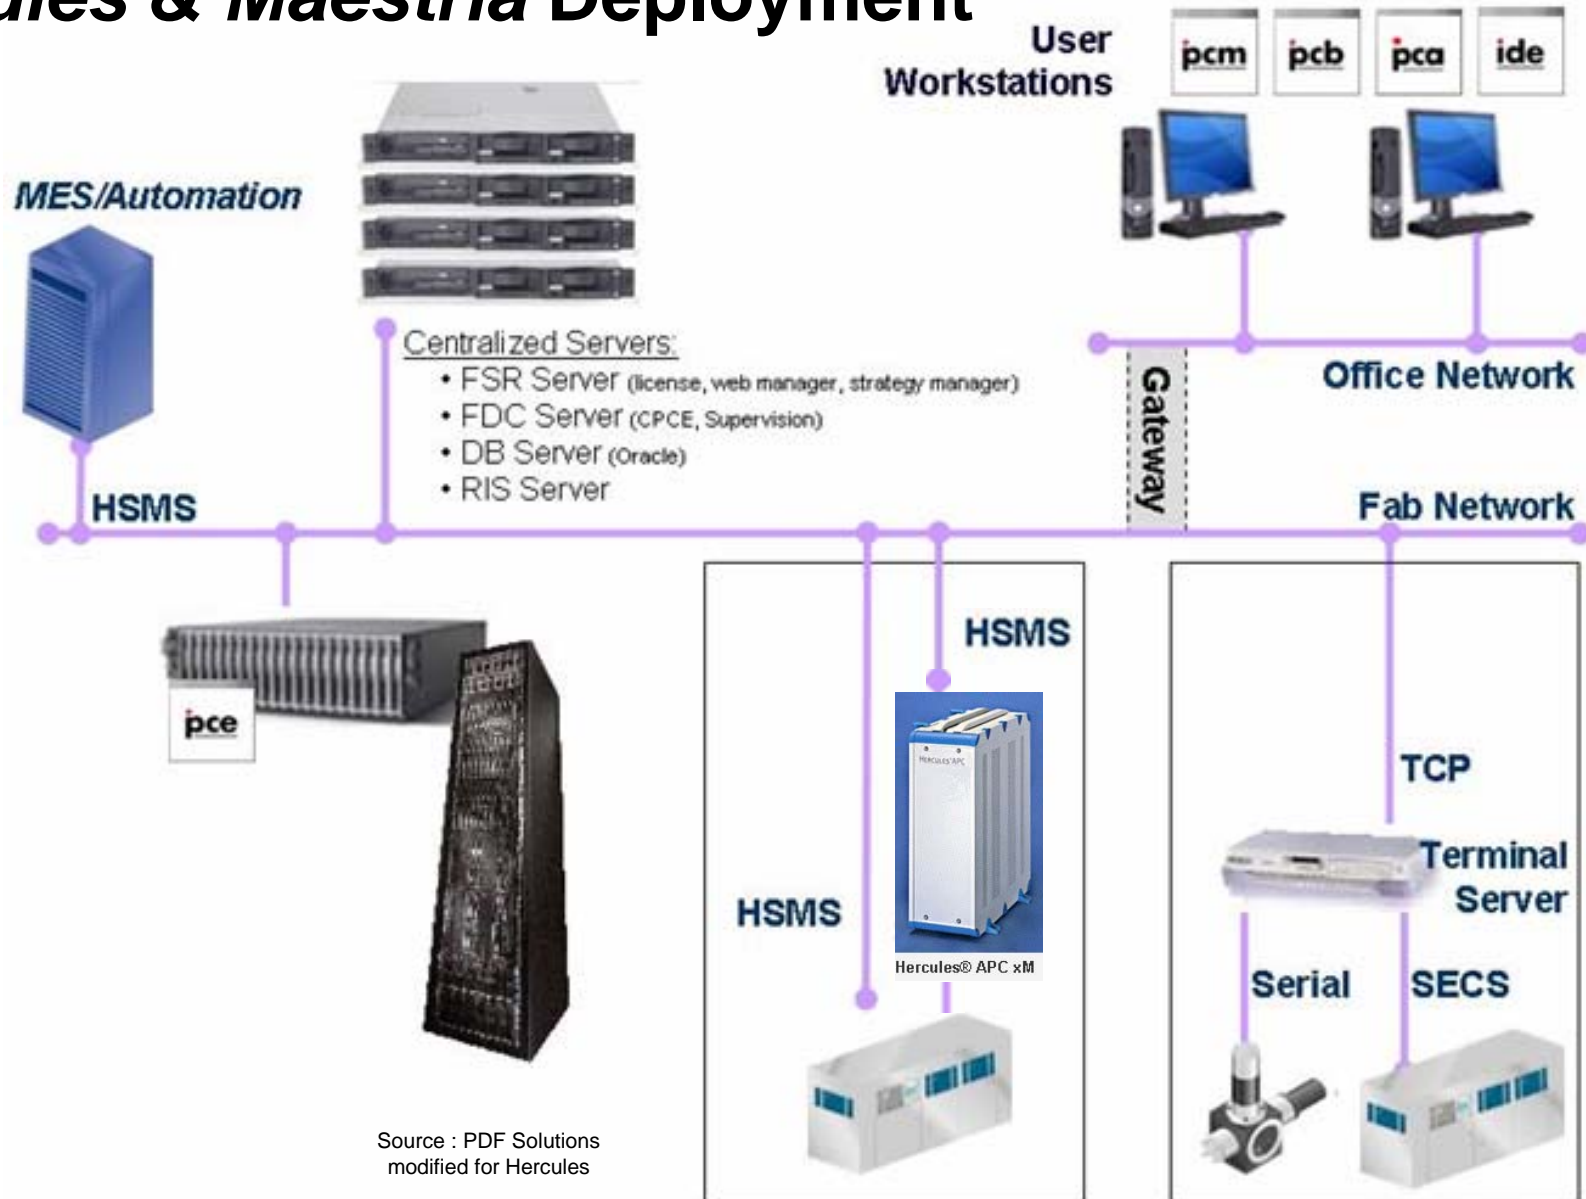 & Maestria Deployment
User
Workstations
pcm
pcb
pca
ide
MES/Automation
Centralized Servers:
• FSR Server (license, web manager, strategy manager)
• FDC Server (CPCE, Supervision)
• DB Server (Oracle)
• RIS Server
Office Network
Gateway
HSMS
Fab Network
pce
HSMS
HERCULES® APC
HSMS
Hercules® APC xM
TCP
Terminal
Server
Serial
SECS
Source : PDF Solutions
modified for Hercules